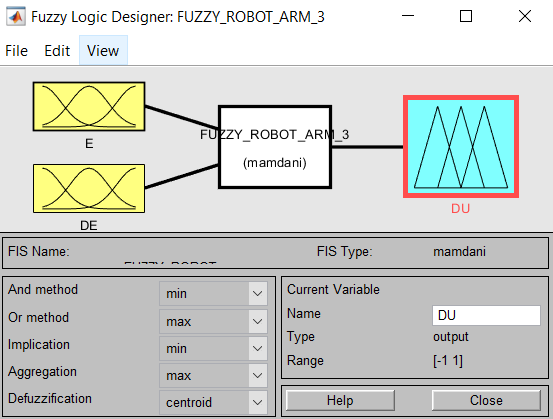 Fuzzy Logic Designer: FUZZY_ROBOT_ARM_3
File Edit View
E
FUZZY_ROBOT_ARM_3
(mamdani)
DE
DU
FIS Name:
FUZZY_ROBOT
FIS Type: mamdani
And method min
Or method max
Implication min
Aggregation max
Defuzzification centroid
Current Variable
Name DU
Type output
Range [-1 1]
Help Close